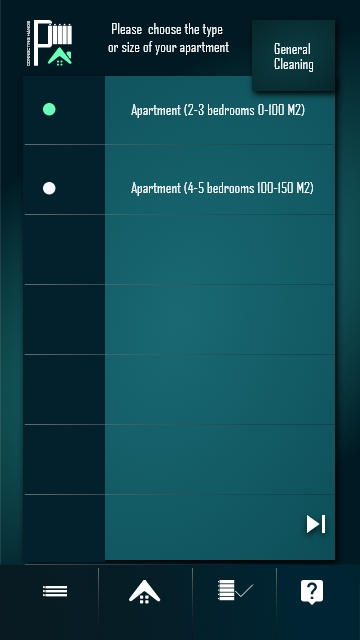 Please choose the type
or size of your apartment
General
Cleaning
Apartment (2-3 bedrooms 0-100 M2)
Apartment (4-5 bedrooms 100-150 M2)